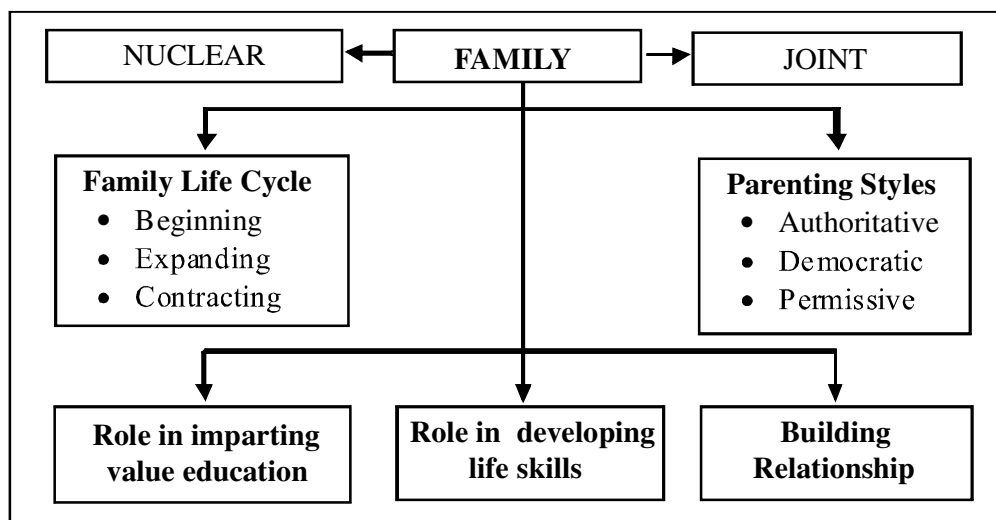 NUCLEAR
FAMILY
JOINT
Family Life Cycle
• Beginning
• Expanding
• Contracting
Parenting Styles
• Authoritative
• Democratic
• Permissive
Role in imparting
value education
Role in developing
life skills
Building
Relationship